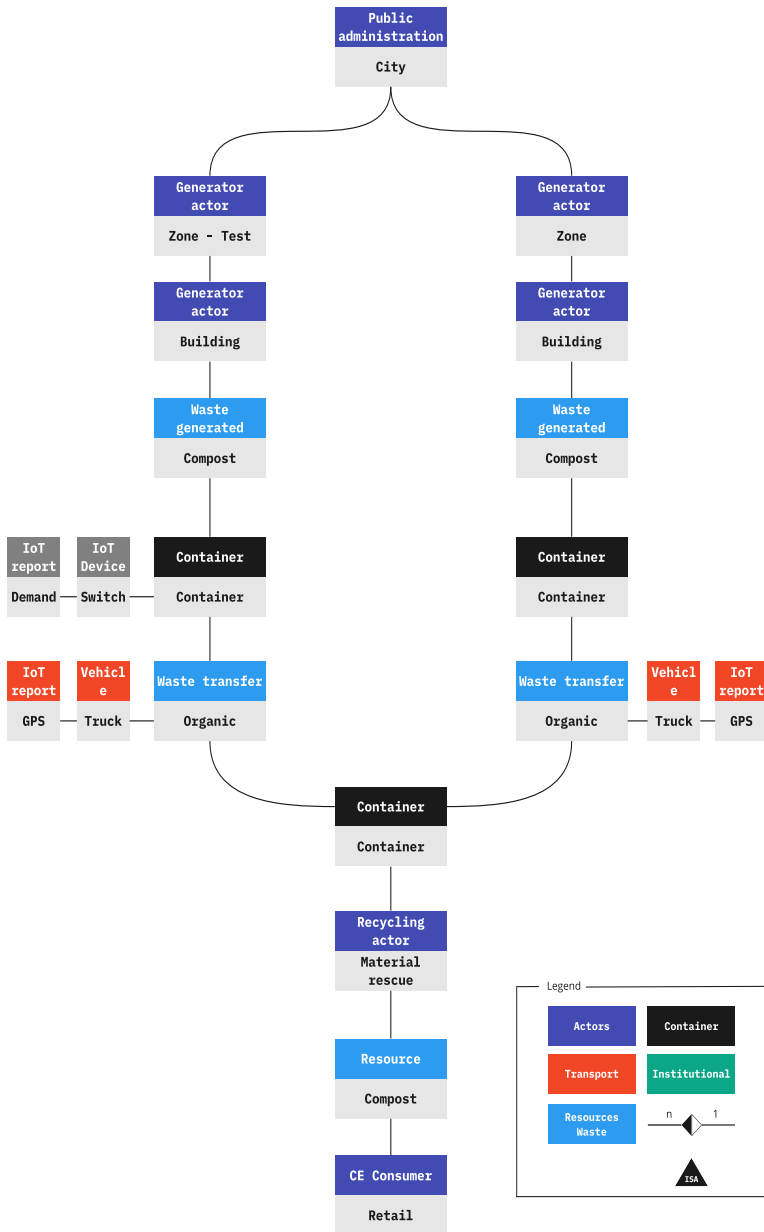 Public
administration
City
Generator
actor
Zone - Test
Generator
actor
Zone
Generator
actor
Building
Generator
actor
Building
Waste
generated
Compost
Waste
generated
Compost
IoT
report
Demand
IoT
Device
Switch
Container
Container
Container
Container
IoT
report
GPS
Vehicl
e
Truck
Waste transfer
Organic
Waste transfer
Organic
Vehicl
e
Truck
IoT
report
GPS
Container
Container
Recycling
actor
Material
rescue
Resource
Compost
CE Consumer
Retail
Legend
Actors
Container
Transport
Institutional
Resources
Waste
n
1
ISA